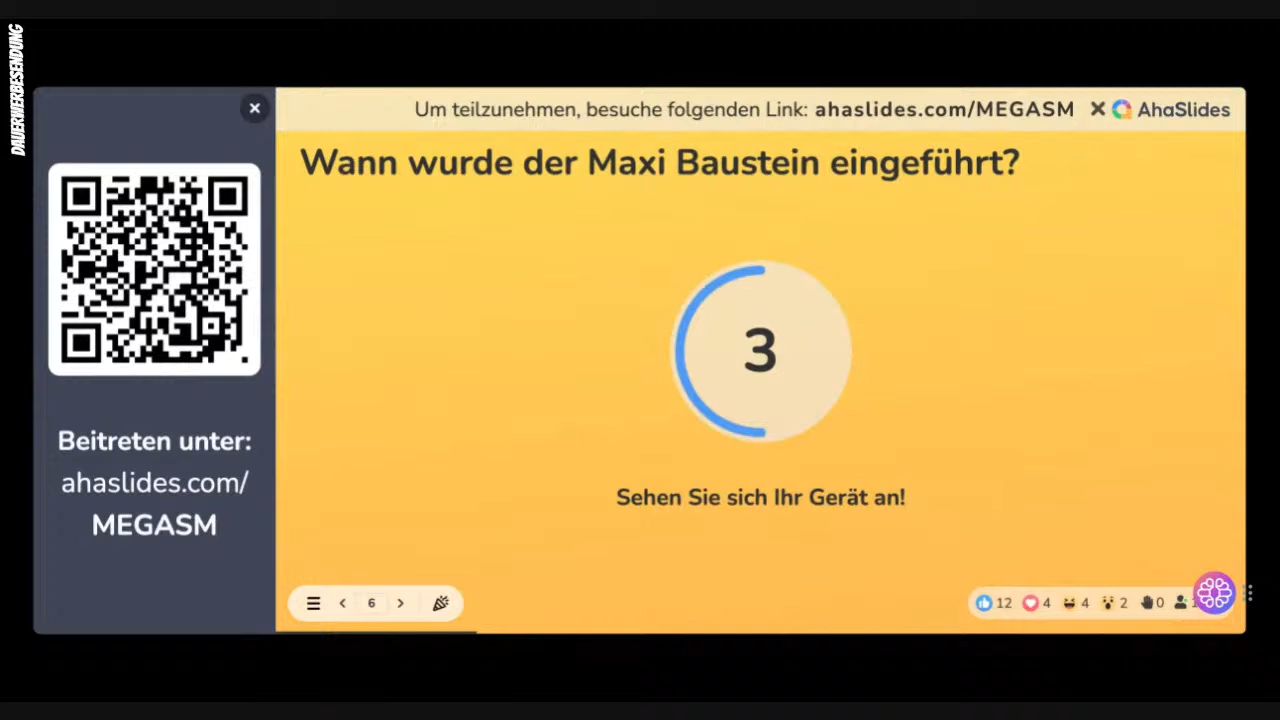 DAUERWERBESENDUNG
Um teilzunehmen, besuche folgenden Link: ahaslides.com/MEGASM
AhaSlides
Wann wurde der Maxi Baustein eingeführt?
3
Sehen Sie sich Ihr Gerät an!
Beitreten unter:
ahaslides.com/
MEGASM
6
12 4 4 2 0